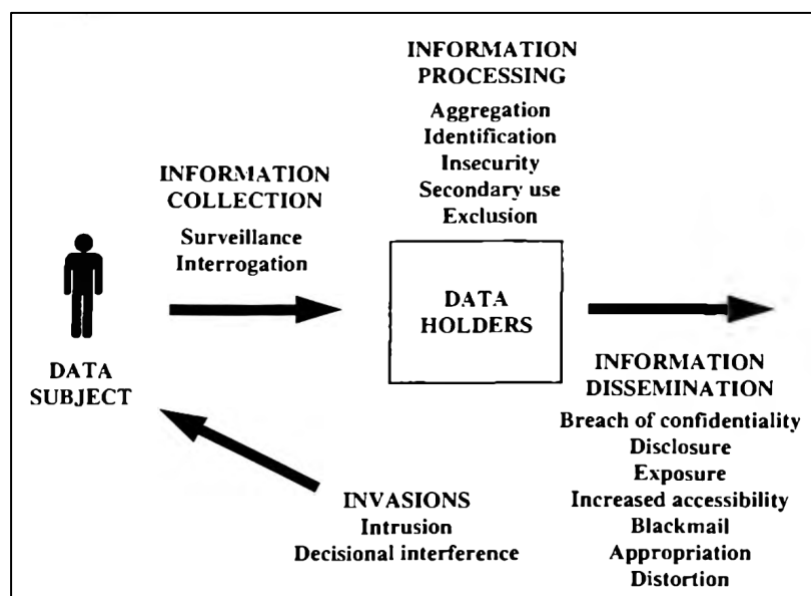 INFORMATION
PROCESSING
Aggregation
Identification
Insecurity
Secondary use
Exclusion
INFORMATION
COLLECTION
Surveillance
Interrogation
DATA
SUBJECT
DATA
HOLDERS
INFORMATION
DISSEMINATION
Breach of confidentiality
Disclosure
Exposure
Increased accessibility
Blackmail
Appropriation
Distortion
INVASIONS
Intrusion
Decisional interference